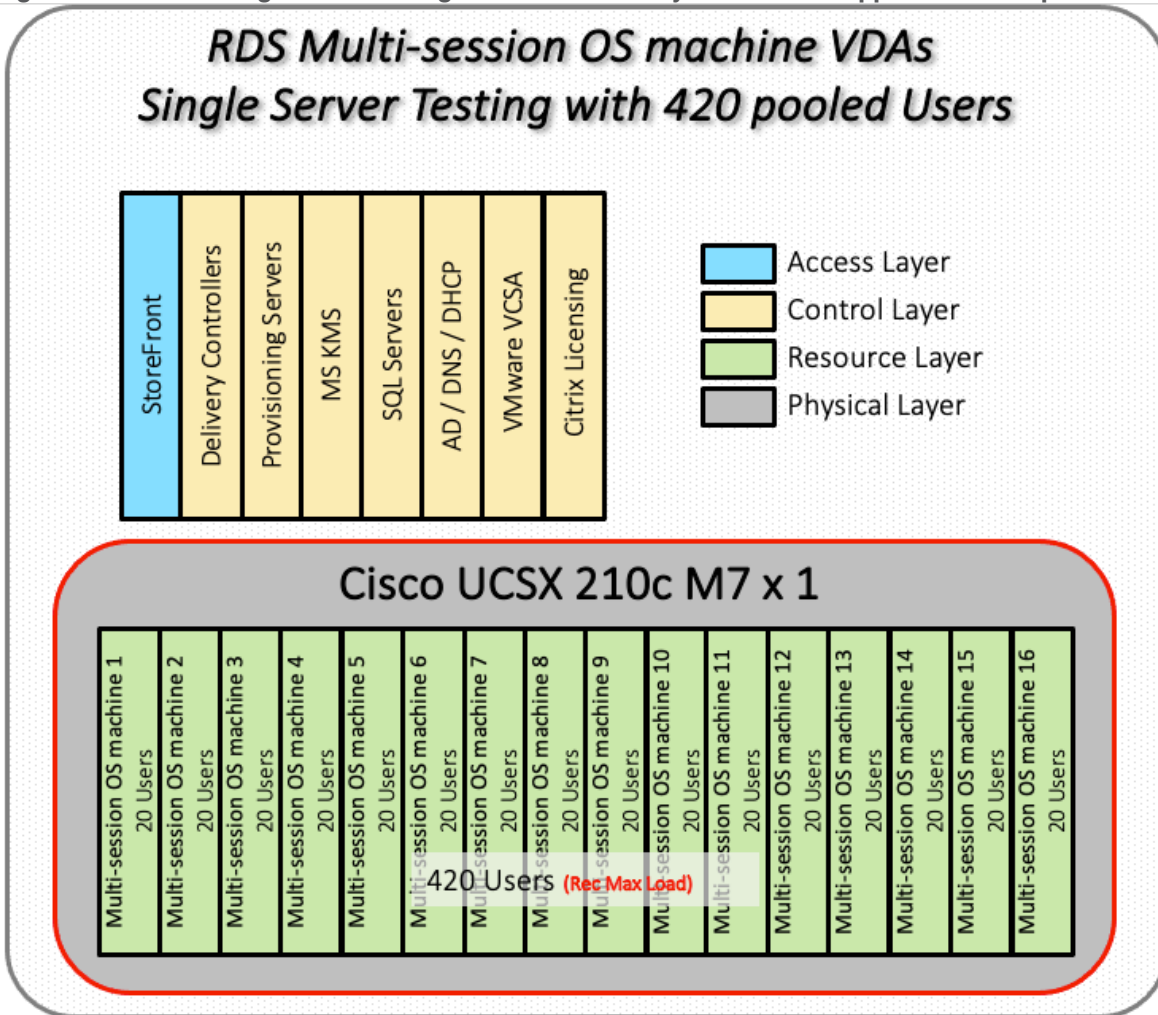 RDS Multi-session OS machine VDAs
Single Server Testing with 420 pooled Users
StoreFront
Delivery Controllers
Provisioning Servers
MS KMS
SQL Servers
AD / DNS / DHCP
VMware VCSA
Citrix Licensing
Access Layer
Control Layer
Resource Layer
Physical Layer
Cisco UCSX 210c M7 x 1
Multi-session OS machine 1
20 Users
Multi-session OS machine 2
20 Users
Multi-session OS machine 3
20 Users
Multi-session OS machine 4
20 Users
Multi-session OS machine 5
20 Users
Multi-session OS machine 6
20 Users
Multi-session OS machine 7
20 Users
Multi-session OS machine 8
20 Users
Multi-session OS machine 9
20 Users
Multi-session OS machine 10
20 Users
Multi-session OS machine 11
20 Users
Multi-session OS machine 12
20 Users
Multi-session OS machine 13
20 Users
Multi-session OS machine 14
20 Users
Multi-session OS machine 15
20 Users
Multi-session OS machine 16
20 Users
420 Users (Rec Max Load)